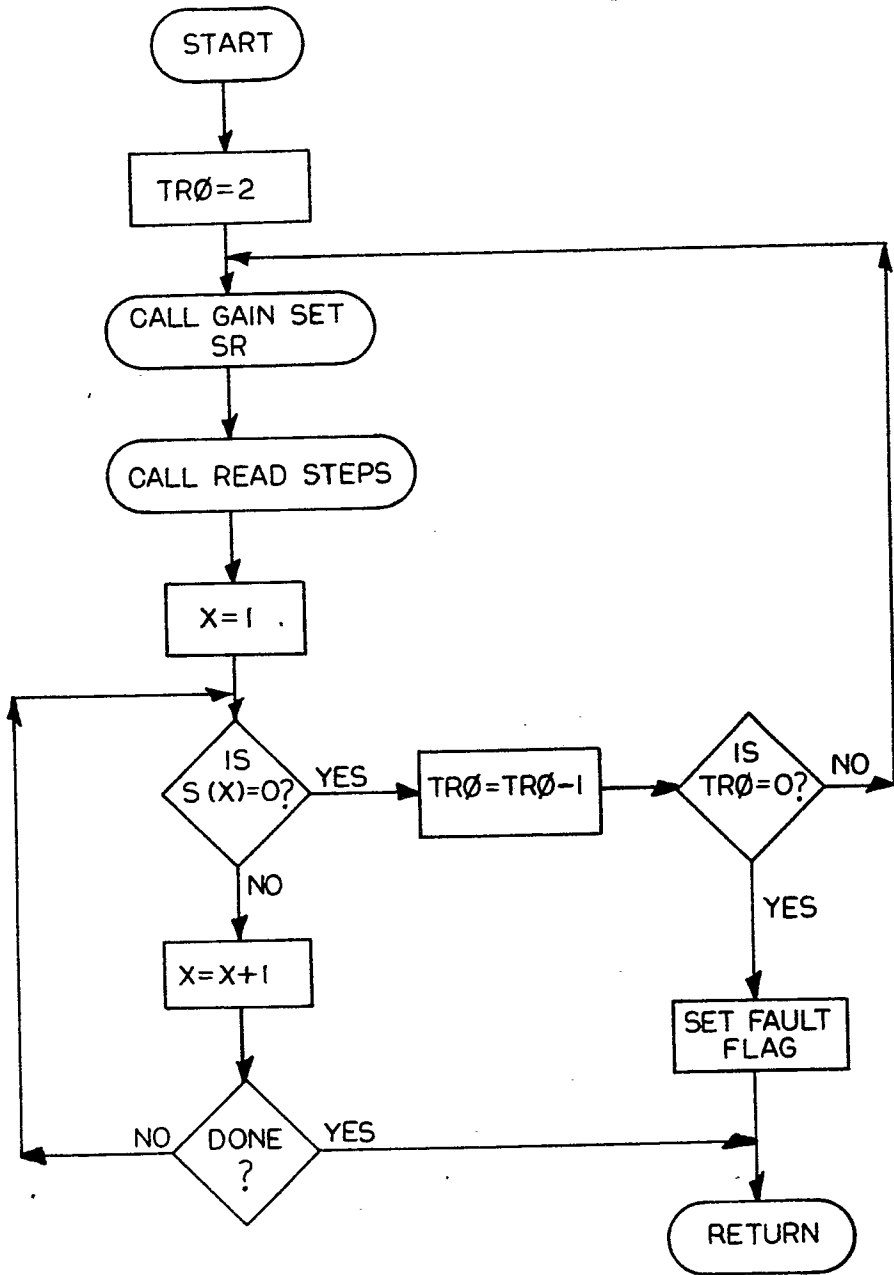 START
TRØ=2
CALL GAIN SET
SR
CALL READ STEPS
X=1
IS
S(X)=0?
YES
TRØ=TRØ-1
IS
TRØ=0?
NO
NO
YES
X=X+1
SET FAULT
FLAG
NO
DONE
?
YES
RETURN